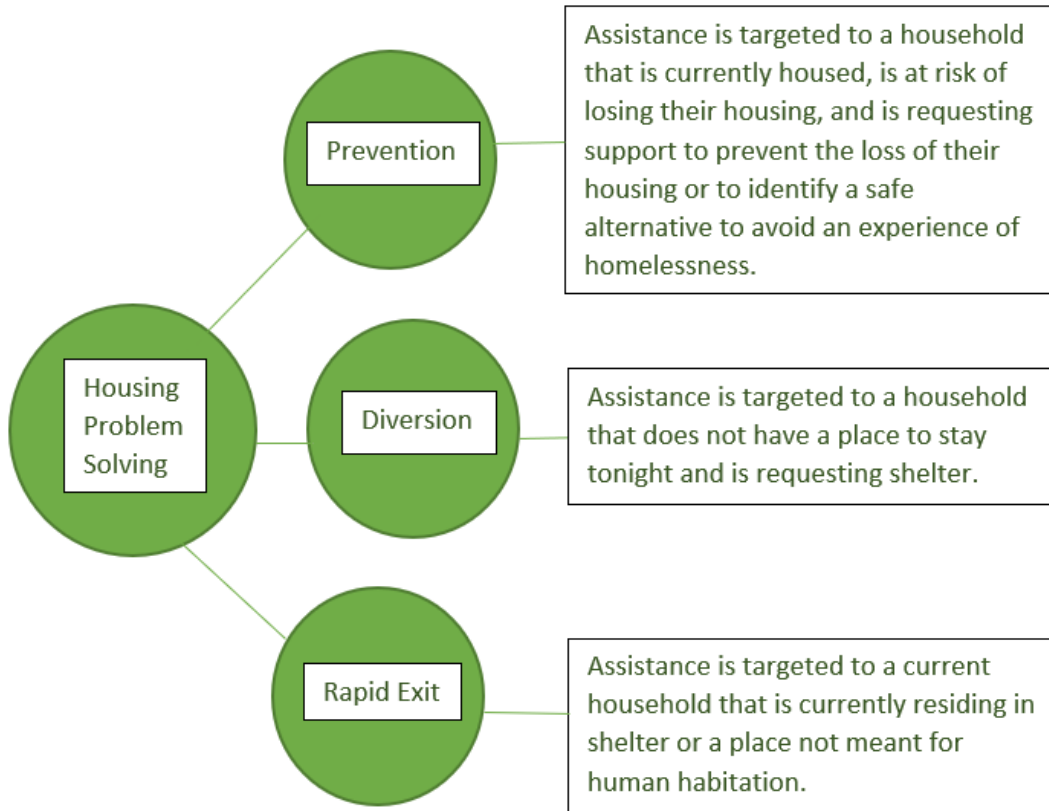 Prevention
Assistance is targeted to a household
that is currently housed, is at risk of
losing their housing, and is requesting
support to prevent the loss of their
housing or to identify a safe
alternative to avoid an experience of
homelessness.
Housing
Problem
Solving
Diversion
Assistance is targeted to a household
that does not have a place to stay
tonight and is requesting shelter.
Rapid Exit
Assistance is targeted to a current
household that is currently residing in
shelter or a place not meant for
human habitation.